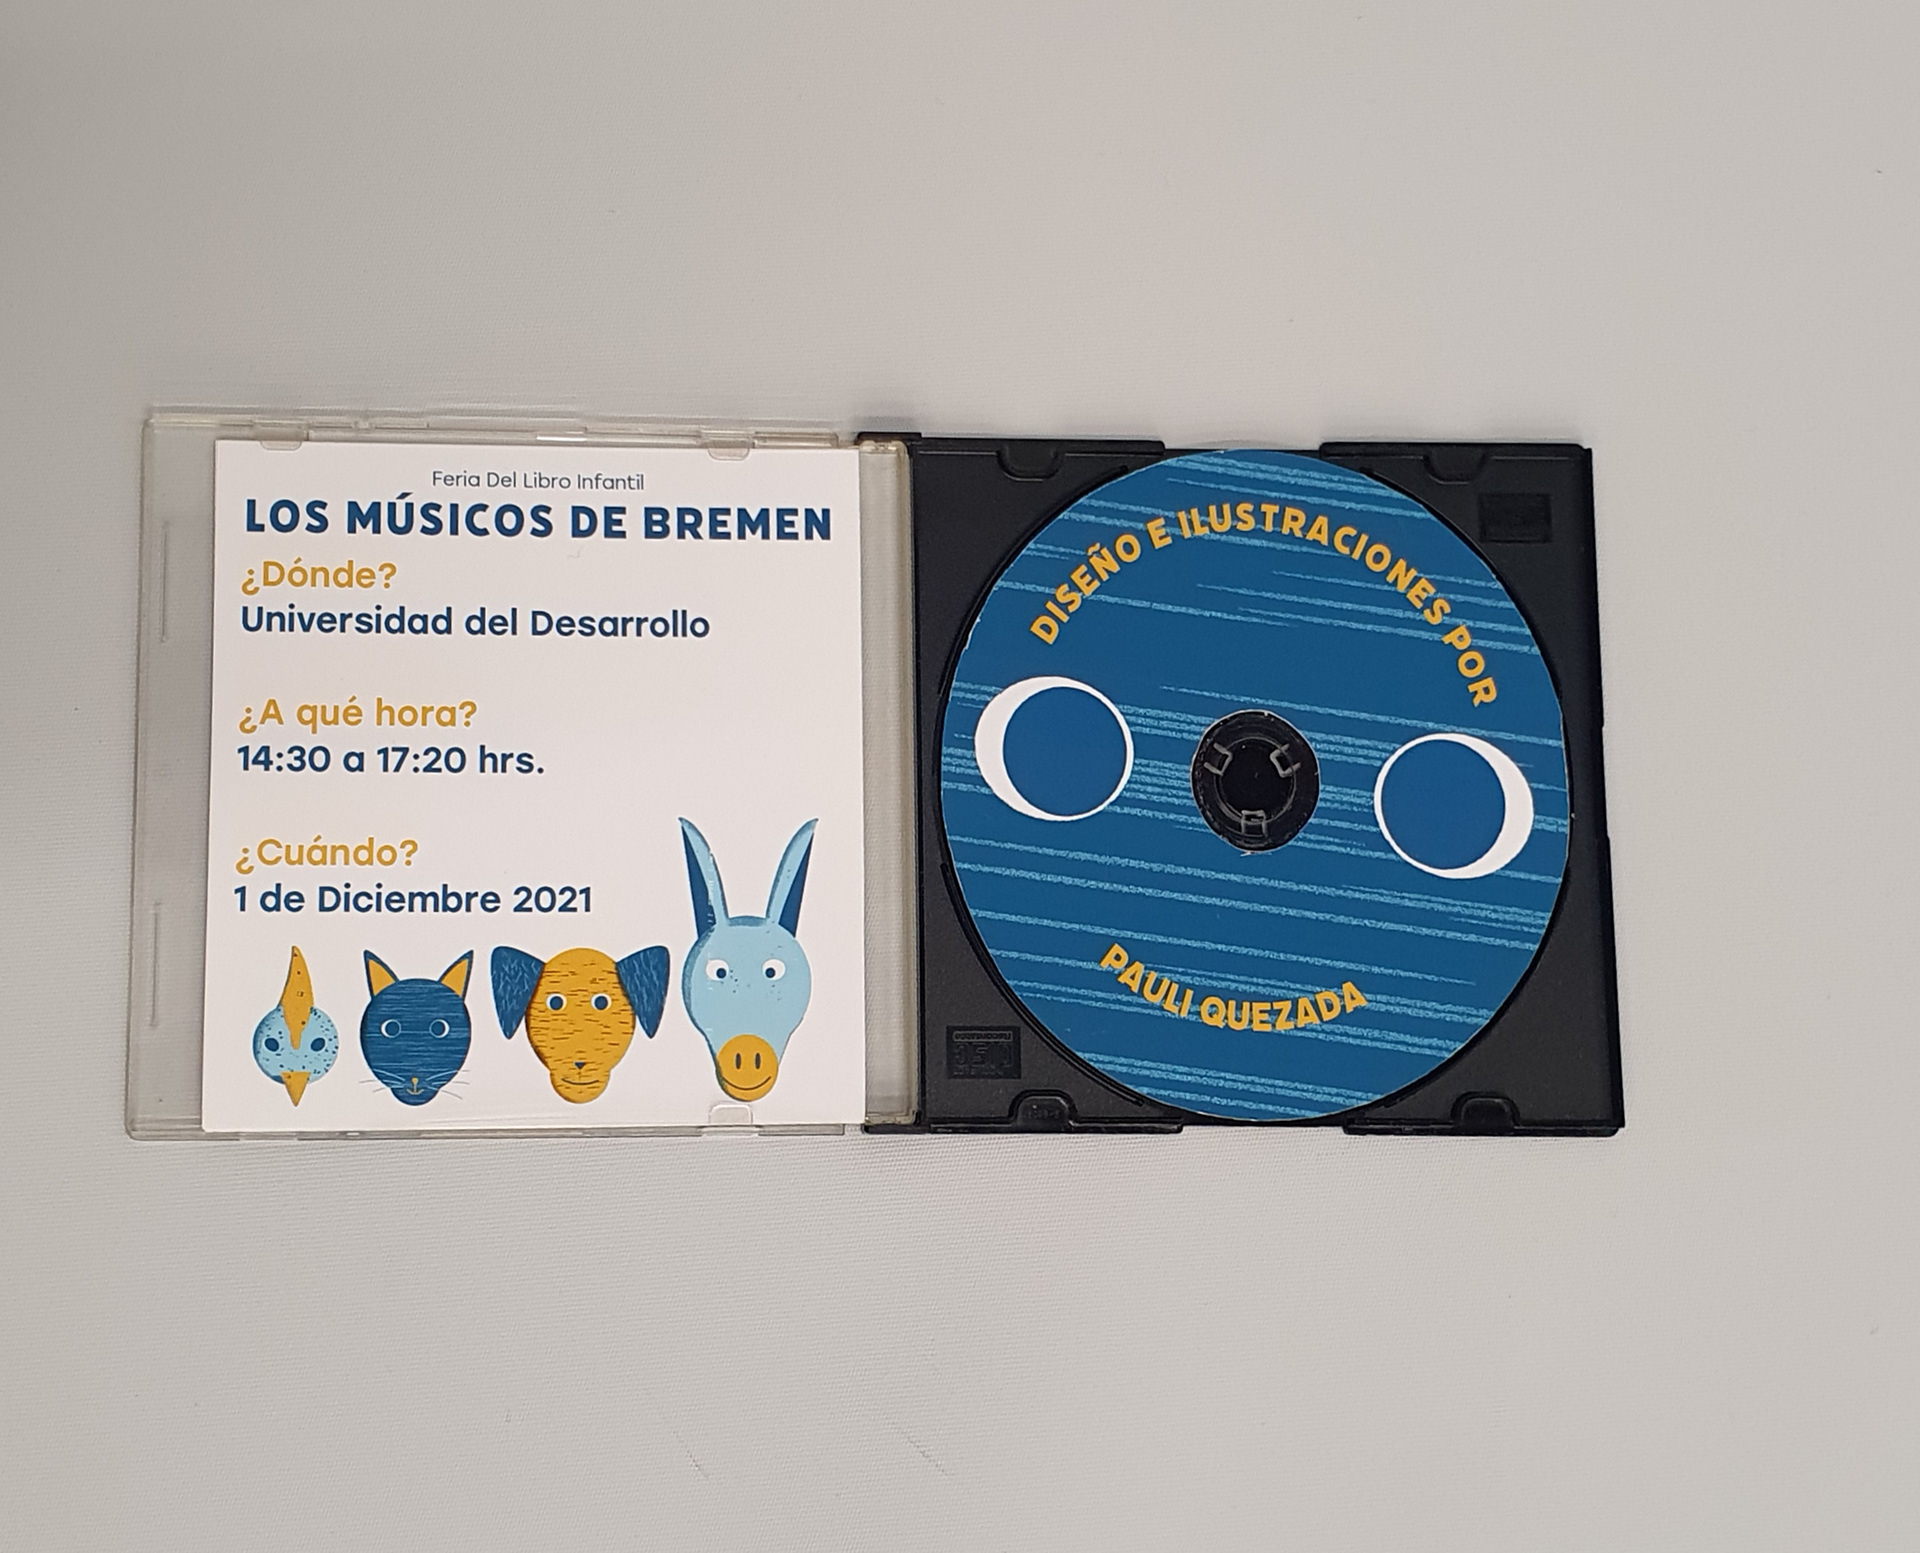 Feria Del Libro Infantil
LOS MÚSICOS DE BREMEN
¿Dónde?
Universidad del Desarrollo
¿A qué hora?
14:30 a 17:20 hrs.
¿Cuándo?
1 de Diciembre 2021
DISEÑO E ILUSTRACIONES POR
PAULI QUEZADA